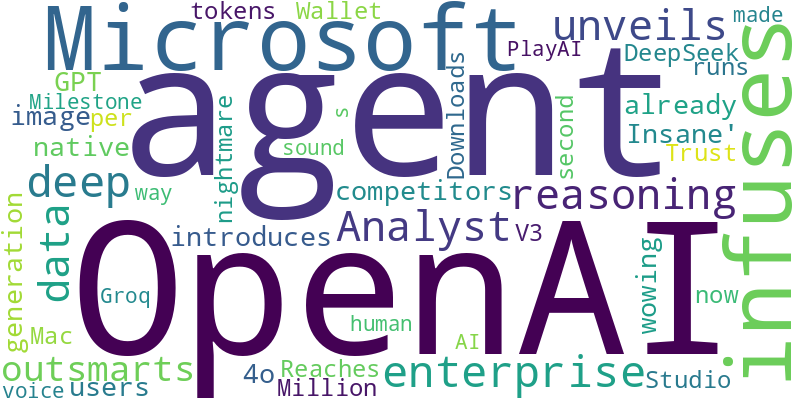 tokens Wallet made
Microsoft unveils
PlayAI DeepSeek
runs
GPT
agent
infuses
Milestone
Downloads
image per
already
native
nightmare
sound
s
second
Insane'
Trust
deep
way
competitors
reasoning
data
generation
introduces
Analyst
V3
OpenAI
wowing
Groq
now
human
Mac
AI
outsmarts
4o
Reaches
enterprise
Studio
voice
users
Million